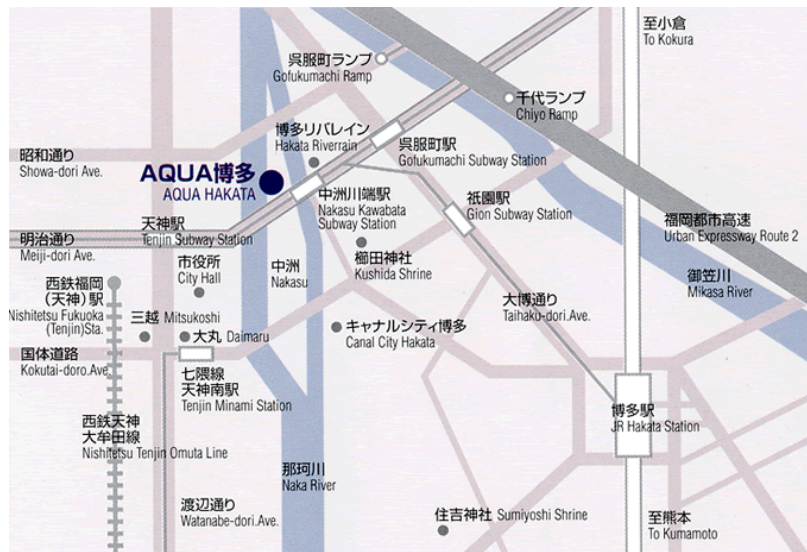 至小倉
To Kokura
呉服町ランプ
Gofukumachi Ramp
千代ランプ
Chiyo Ramp
博多リバレイン
Hakata Riverrain
呉服町駅
Gofukumachi Subway Station
昭和通り
Showa-dori Ave.
AQUA博多
AQUA HAKATA
中洲川端駅
Nakasu Kawabata
Subway Station
祇園駅
Gion Subway Station
天神駅
Tenjin Subway Station
福岡都市高速
Urban Expressway Route 2
明治通り
Meiji-dori Ave.
市役所
City Hall
中洲
Nakasu
櫛田神社
Kushida Shrine
御笠川
Mikasa River
西鉄福岡
(天神)駅
Nishitetsu Fukuoka
(Tenjin)Sta.
大博通り
Taihaku-dori.Ave.
三越 Mitsukoshi
大丸 Daimaru
キャナルシティ博多
Canal City Hakata
国体道路
Kokutai-doro.Ave.
七隈線
天神南駅
Tenjin Minami Station
博多駅
JR Hakata Station
西鉄天神
大牟田線
Nishitetsu Tenjin Omuta Line
那珂川
Naka River
渡辺通り
Watanabe-dori.Ave.
住吉神社 Sumiyoshi Shrine
至熊本
To Kumamoto